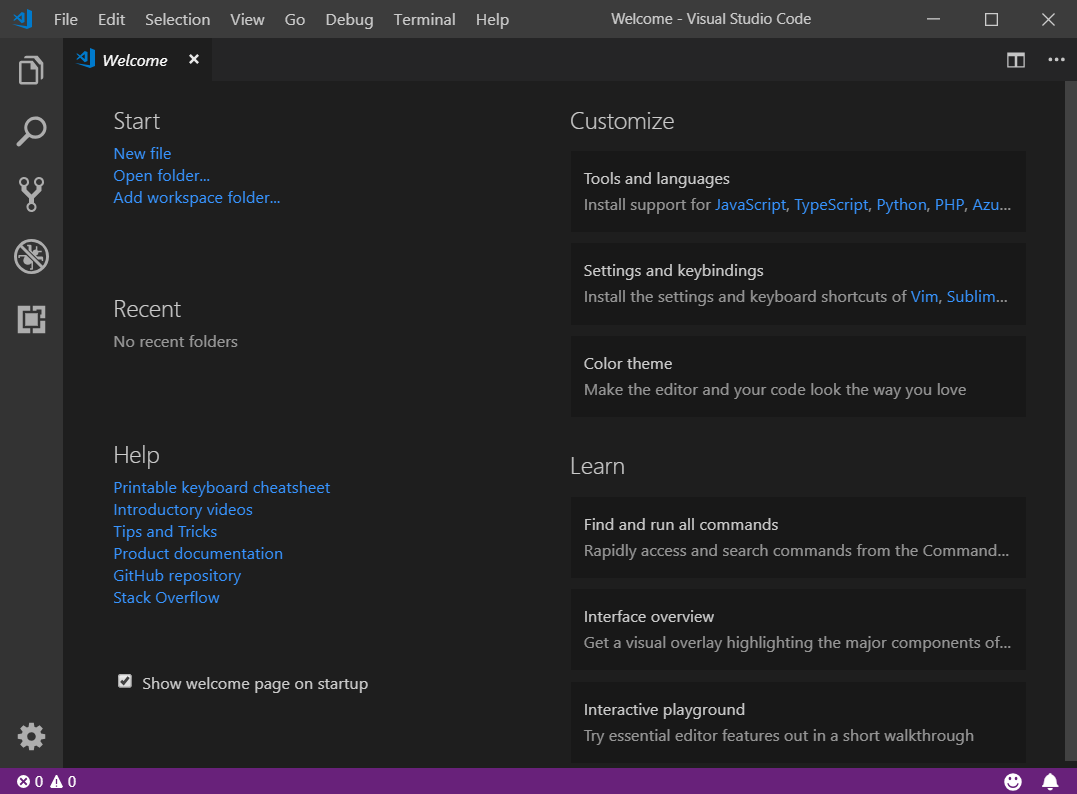 File Edit Selection View Go Debug Terminal Help Welcome - Visual Studio Code
Welcome
Start
New file
Open folder...
Add workspace folder...
Recent
No recent folders
Help
Printable keyboard cheatsheet
Introductory videos
Tips and Tricks
Product documentation
GitHub repository
Stack Overflow
Show welcome page on startup
Customize
Tools and languages
Install support for JavaScript, TypeScript, Python, PHP, Azu...
Settings and keybindings
Install the settings and keyboard shortcuts of Vim, Sublim...
Color theme
Make the editor and your code look the way you love
Learn
Find and run all commands
Rapidly access and search commands from the Command...
Interface overview
Get a visual overlay highlighting the major components of...
Interactive playground
Try essential editor features out in a short walkthrough
0 0